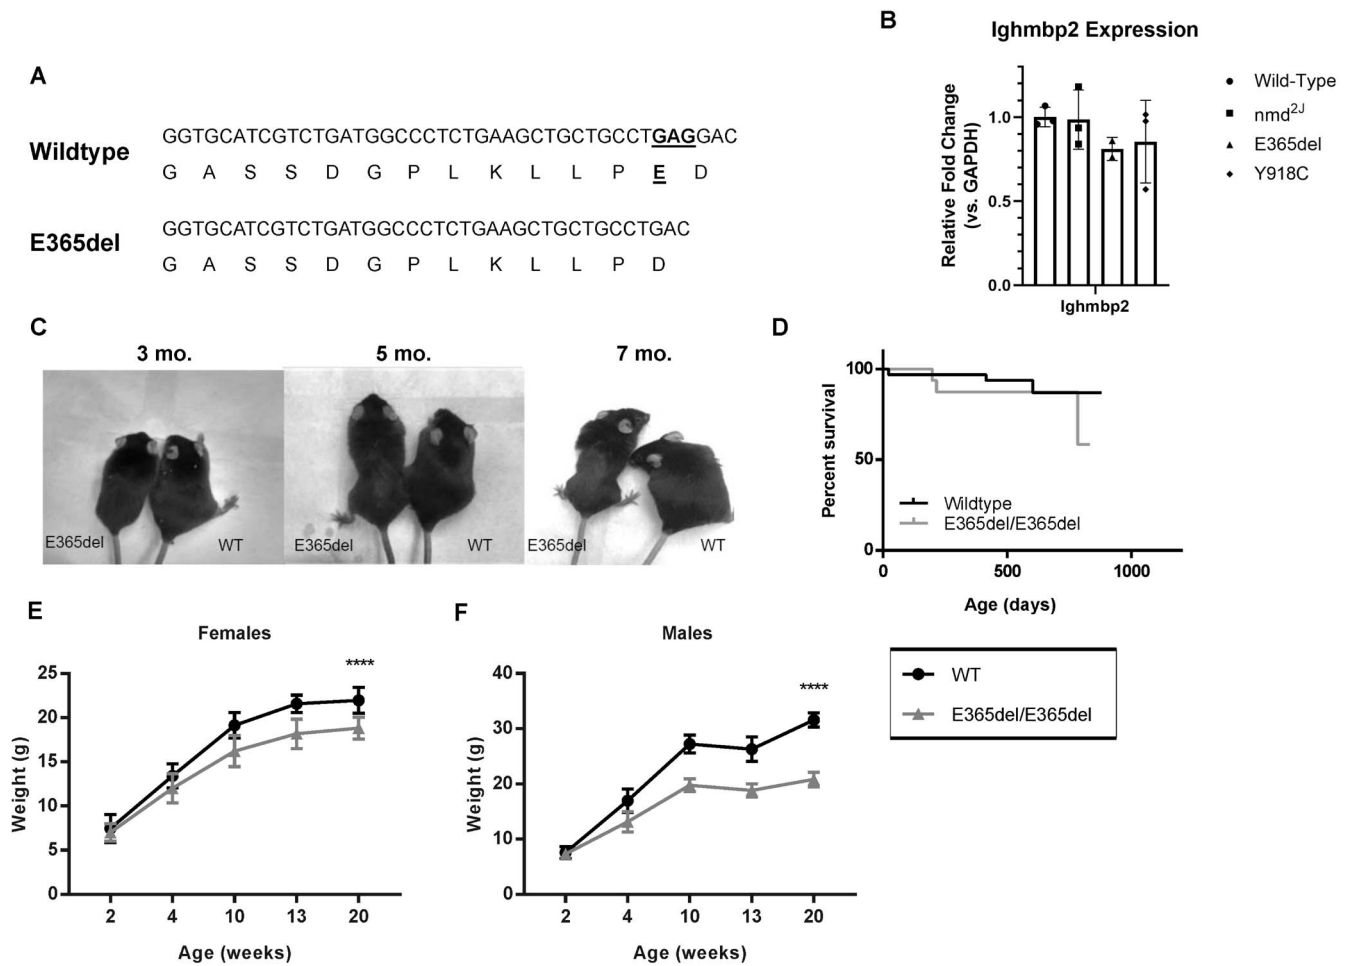 A
Wildtype
GGTGCATCGTCTGATGGCCCTCTGAAGCTGCTGCCTGAGGAC
G A S S D G P L K L L P E D
E365del
GGTGCATCGTCTGATGGCCCTCTGAAGCTGCTGCCTGAC
G A S S D G P L K L L P D
B
Ighmbp2 Expression
Relative Fold Change
(vs. GAPDH)
1.0
0.5
0.0
Ighmbp2
Wild-Type
nmd2J
E365del
Y918C
C
3 mo.
5 mo.
7 mo.
E365del
WT
E365del
WT
E365del
WT
D
Percent survival
100
50
0
Wildtype
E365del/E365del
0 500 1000
Age (days)
E
Females
Weight (g)
25
20
15
10
5
0
****
2 4 10 13 20
Age (weeks)
F
Males
Weight (g)
40
30
20
10
0
****
2 4 10 13 20
Age (weeks)
WT
E365del/E365del